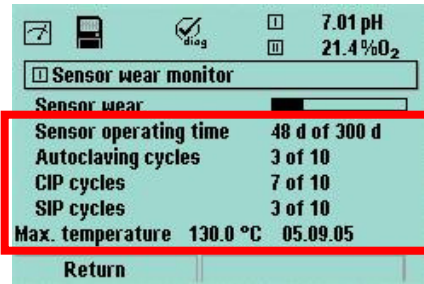 I 7.01 pH
diag
II 21.4 %O₂
I Sensor wear monitor
Sensor wear
Sensor operating time 48 d of 300 d
Autoclaving cycles 3 of 10
CIP cycles 7 of 10
SIP cycles 3 of 10
Max. temperature 130.0 °C 05.09.05
Return